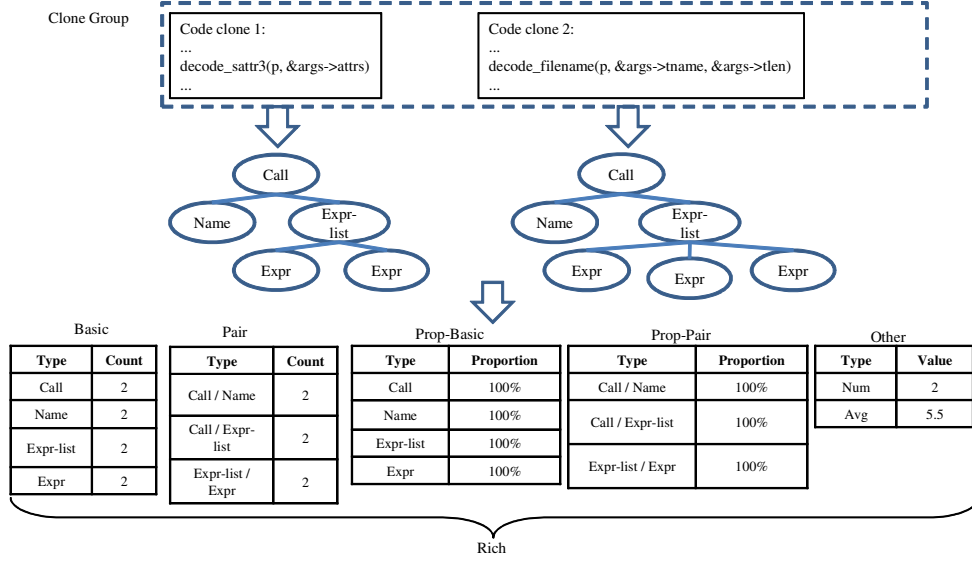 Clone Group
Code clone 1:
...
decode_sattr3(p, &args->attrs)
...
Code clone 2:
...
decode_filename(p, &args->tname, &args->tlen)
...
Call
Name
Expr-
list
Expr
Expr
Call
Name
Expr-
list
Expr
Expr
Expr
Basic
Type Count
Call 2
Name 2
Expr-list 2
Expr 2
Pair
Type Count
Call / Name 2
Call / Expr-
list 2
Expr-list /
Expr 2
Prop-Basic
Type Proportion
Call 100%
Name 100%
Expr-list 100%
Expr 100%
Prop-Pair
Type Proportion
Call / Name 100%
Call / Expr-list 100%
Expr-list / Expr 100%
Other
Type Value
Num 2
Avg 5.5
Rich